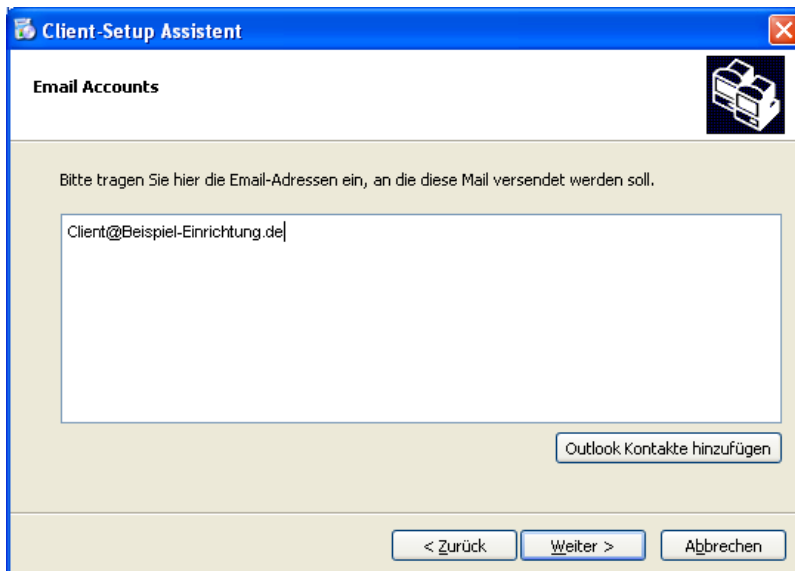 Client-Setup Assistent
Email Accounts
Bitte tragen Sie hier die Email-Adressen ein, an die diese Mail versendet werden soll.
Client@Beispiel-Einrichtung.de
Outlook Kontakte hinzufügen
< Zurück
Weiter >
Abbrechen